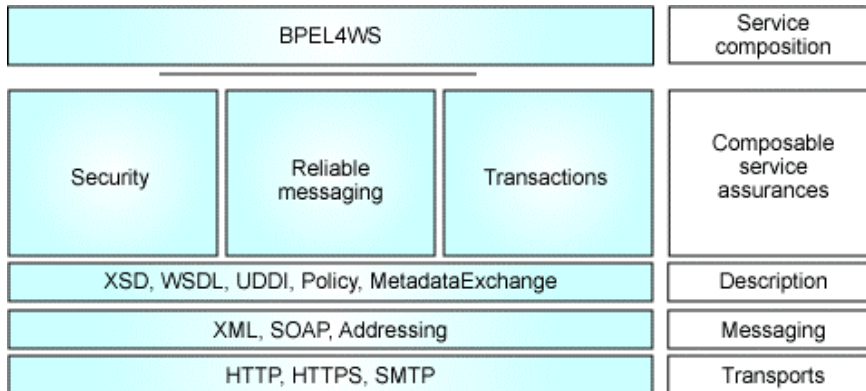 BPEL4WS
Service
composition
Security
Reliable
messaging
Transactions
Composable
service
assurances
XSD, WSDL, UDDI, Policy, MetadataExchange
Description
XML, SOAP, Addressing
Messaging
HTTP, HTTPS, SMTP
Transports